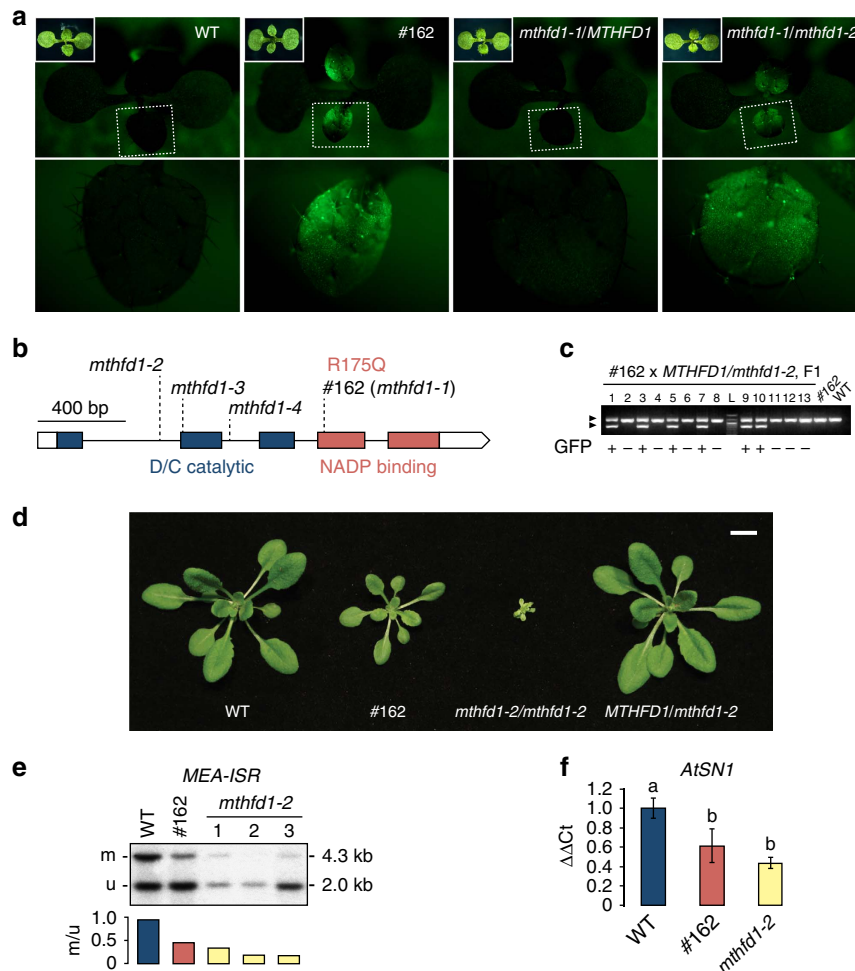 a
WT
#162
mthfd1-1/MTHFD1
mthfd1-1/mthfd1-2
b
mthfd1-2
mthfd1-3
mthfd1-4
R175Q
#162 (mthfd1-1)
400 bp
D/C catalytic
NADP binding
c
#162 x MTHFD1/mthfd1-2, F1
#162
WT
1 2 3 4 5 6 7 8 L 9 10 11 12 13
GFP + − + − + − + − + + − − −
d
WT
#162
mthfd1-2/mthfd1-2
MTHFD1/mthfd1-2
e
MEA-ISR
WT
#162
mthfd1-2
1 2 3
m - - 4.3 kb
u - - 2.0 kb
m/u
1.0
0.5
0
f
AtSN1
ΔΔCt
1.2
1.0
0.8
0.6
0.4
0.2
0
a
b
b
WT
#162
mthfd1-2